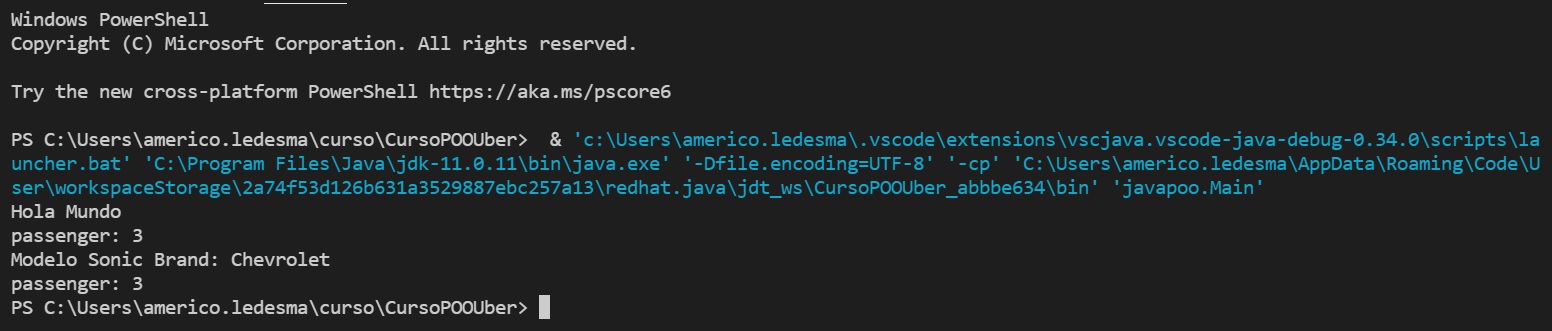 Windows PowerShell
Copyright (C) Microsoft Corporation. All rights reserved.
Try the new cross-platform PowerShell https://aka.ms/pscore6
PS C:\Users\americo.ledesma\curso\CursoPOOUber>  & 'c:\Users\americo.ledesma\.vscode\extensions\vscjava.vscode-java-debug-0.34.0\scripts\la
uncher.bat' 'C:\Program Files\Java\jdk-11.0.11\bin\java.exe' '-Dfile.encoding=UTF-8' '-cp' 'C:\Users\americo.ledesma\AppData\Roaming\Code\U
ser\workspaceStorage\2a74f53d126b631a3529887ebc257a13\redhat.java\jdt_ws\CursoPOOUber_abbbe634\bin' 'javapoo.Main'
Hola Mundo
passenger: 3
Modelo Sonic Brand: Chevrolet
passenger: 3
PS C:\Users\americo.ledesma\curso\CursoPOOUber>